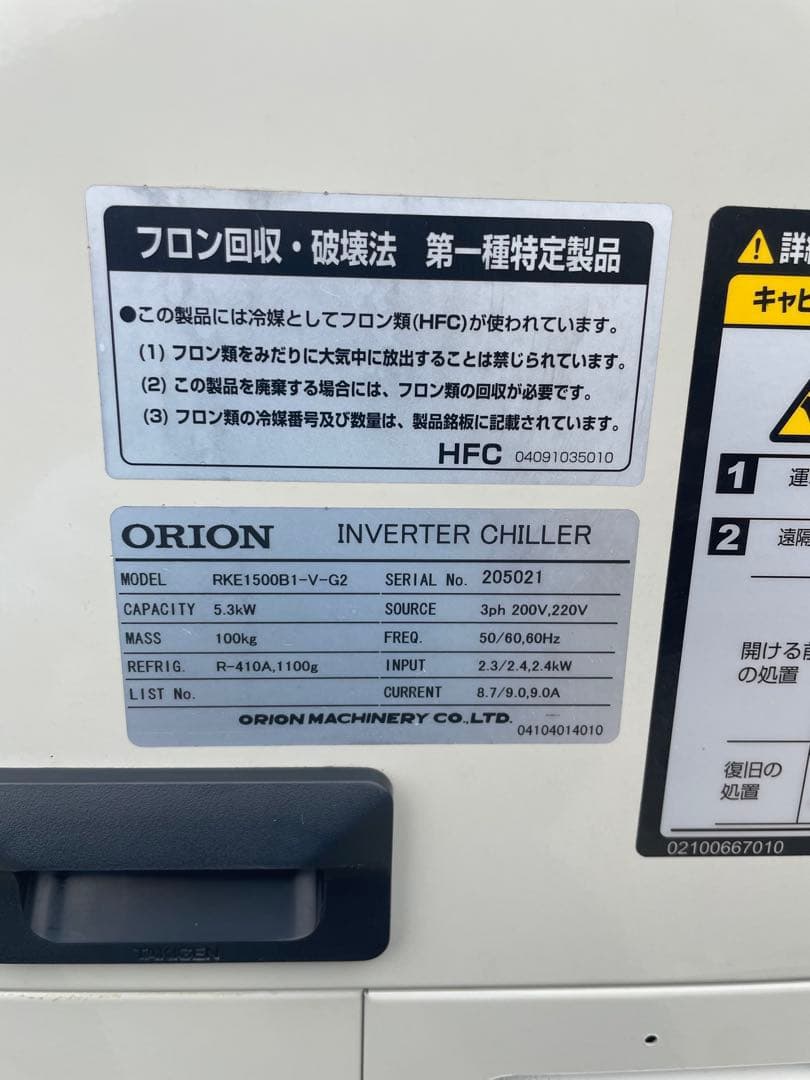 フロン回収・破壊法 第一種特定製品
●この製品には冷媒としてフロン類(HFC)が使われています。
(1) フロン類をみだりに大気中に放出することは禁じられています。
(2) この製品を廃棄する場合には、フロン類の回収が必要です。
(3) フロン類の冷媒番号及び数量は、製品銘板に記載されています。
HFC 04091035010
ORION INVERTER CHILLER
MODEL RKE1500B1-V-G2 SERIAL No. 205021
CAPACITY 5.3kW SOURCE 3ph 200V,220V
MASS 100kg FREQ. 50/60,60Hz
REFRIG. R-410A,1100g INPUT 2.3/2.4,2.4kW
LIST No. CURRENT 8.7/9.0,9.0A
ORION MACHINERY CO.,LTD.
04104014010
TAKIGEN
詳細
キャビ
1 運
2 遠隔
開ける前
の処置
復旧の
処置
02100667010